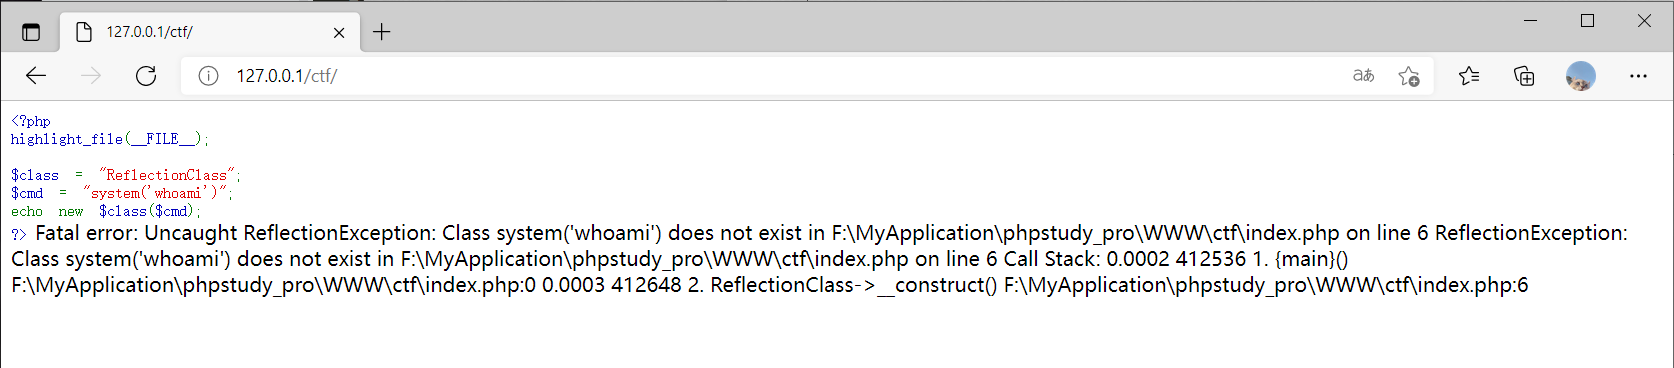 127.0.0.1/ctf/
127.0.0.1/ctf/
aあ
<?php
highlight_file(__FILE__);
$class = "ReflectionClass";
$cmd = "system('whoami')";
echo new $class($cmd);
?> Fatal error: Uncaught ReflectionException: Class system('whoami') does not exist in F:\MyApplication\phpstudy_pro\WWW\ctf\index.php on line 6 ReflectionException:
Class system('whoami') does not exist in F:\MyApplication\phpstudy_pro\WWW\ctf\index.php on line 6 Call Stack: 0.0002 412536 1. {main}()
F:\MyApplication\phpstudy_pro\WWW\ctf\index.php:0 0.0003 412648 2. ReflectionClass->__construct() F:\MyApplication\phpstudy_pro\WWW\ctf\index.php:6